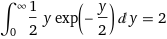 ∫₀^∞ 1/2 y exp(−y/2) dy = 2